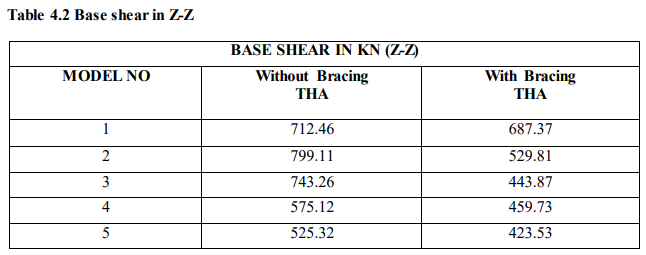 Table 4.2 Base shear in Z-Z
BASE SHEAR IN KN (Z-Z)
MODEL NO Without Bracing With Bracing
THA THA
1 712.46 687.37
2 799.11 529.81
3 743.26 443.87
4 575.12 459.73
5 525.32 423.53